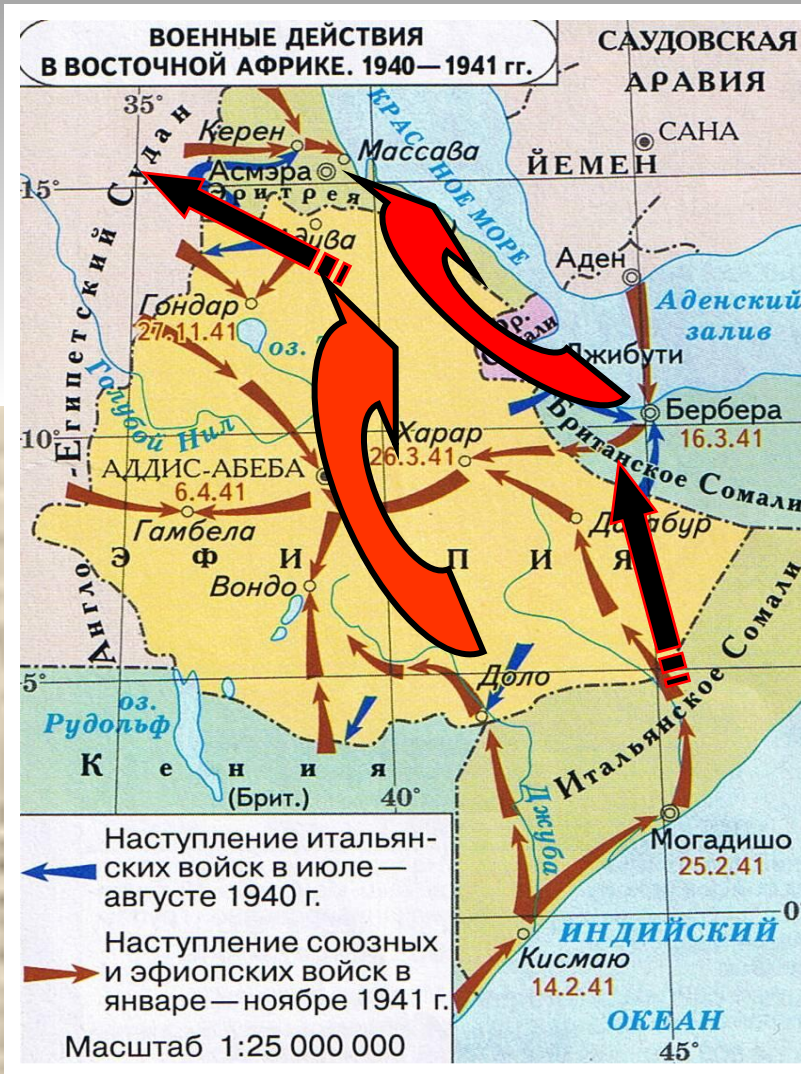 ВОЕННЫЕ ДЕЙСТВИЯ
В ВОСТОЧНОЙ АФРИКЕ. 1940—1941 гг.
САУДОВСКАЯ
АРАВИЯ
35°
КРАСНОЕ МОРЕ
Керен
Массава
САНА
ЙЕМЕН
Асмэра
15°
Эритрея
Англо-Египетский Судан
Аден
Гондар
27.11.41
оз.
Аденский
залив
Джибути
Голубой Нил
Бербера
16.3.41
10°
Харар
26.3.41
Британское Сомали
АДДИС-АБЕБА
6.4.41
Гамбела
ЭФИОПИЯ
Вондо
Доло
5°
оз.
Рудольф
Итальянское Сомали
Кения
(Брит.)
40°
Джуба
Могадишо
25.2.41
0°
ИНДИЙСКИЙ
ОКЕАН
Кисмаю
14.2.41
45°
Наступление итальян-
ских войск в июле—
августе 1940 г.
Наступление союзных
и эфиопских войск в
январе—ноябре 1941 г.
Масштаб 1:25 000 000